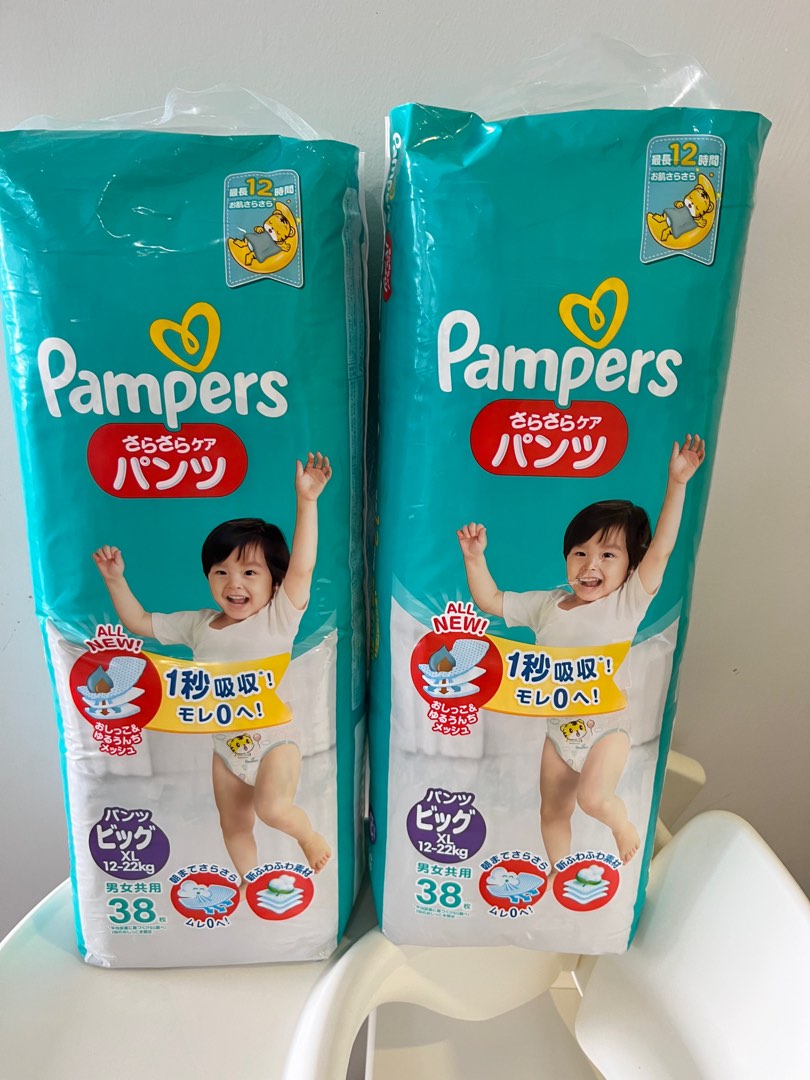 最長12時間
お肌さらさら
Pampers
さらさらケア
パンツ
ALL
NEW!
1秒吸収*!
モレ0へ!
おしっこ&
ゆるうんち
メッシュ
パンツ
ビッグ
XL
12-22kg
男女共用
38枚
朝までさらさら
ムレ0へ!
新ふわふわ素材
Pampers
最長12時間
お肌さらさら
Pampers
さらさらケア
パンツ
ALL
NEW!
1秒吸収*!
モレ0へ!
おしっこ&
ゆるうんち
メッシュ
パンツ
ビッグ
XL
12-22kg
男女共用
38枚
朝までさらさら
ムレ0へ!
新ふわふわ素材